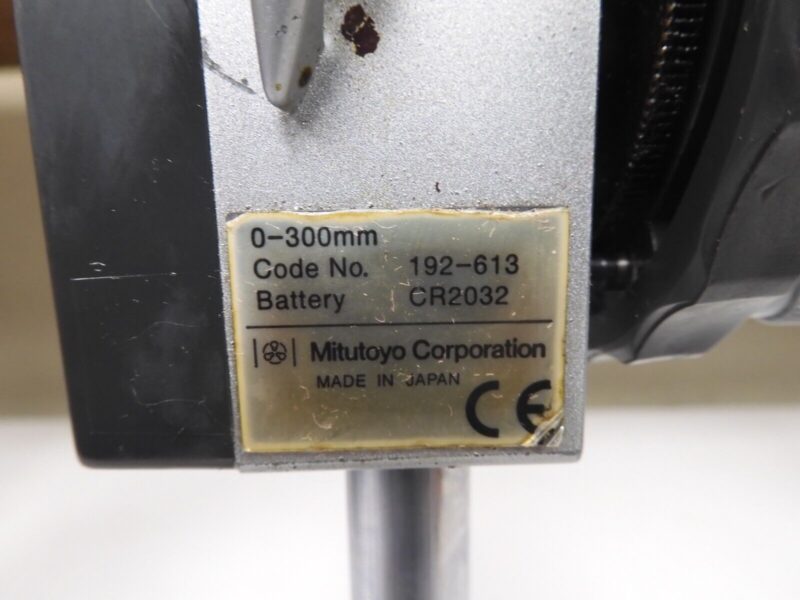 0-300mm
Code No. 192-613
Battery CR2032
Mitutoyo Corporation
MADE IN JAPAN
CE